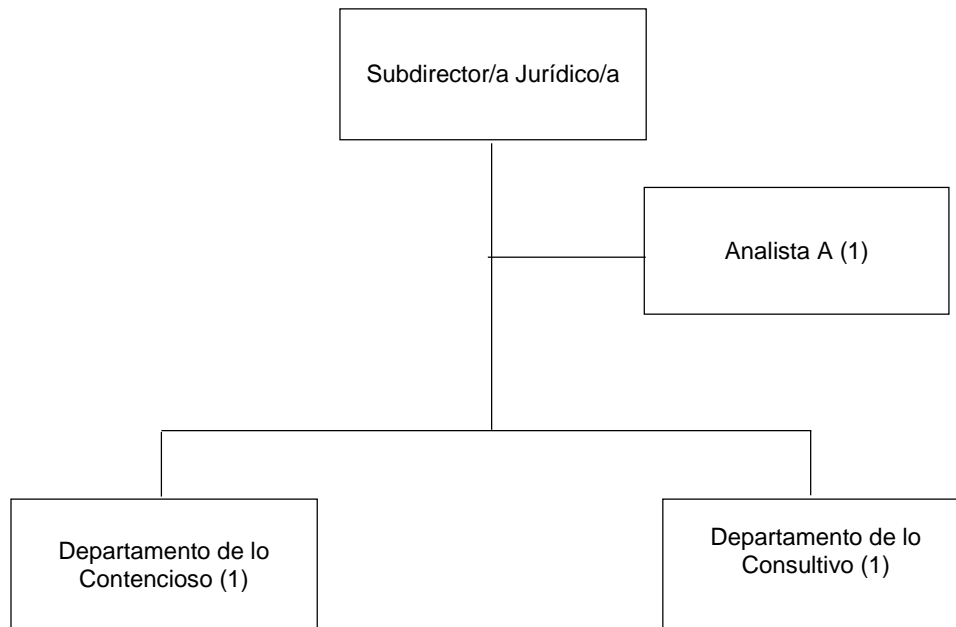 Subdirector/a Jurídico/a
Analista A (1)
Departamento de lo
Contencioso (1)
Departamento de lo
Consultivo (1)